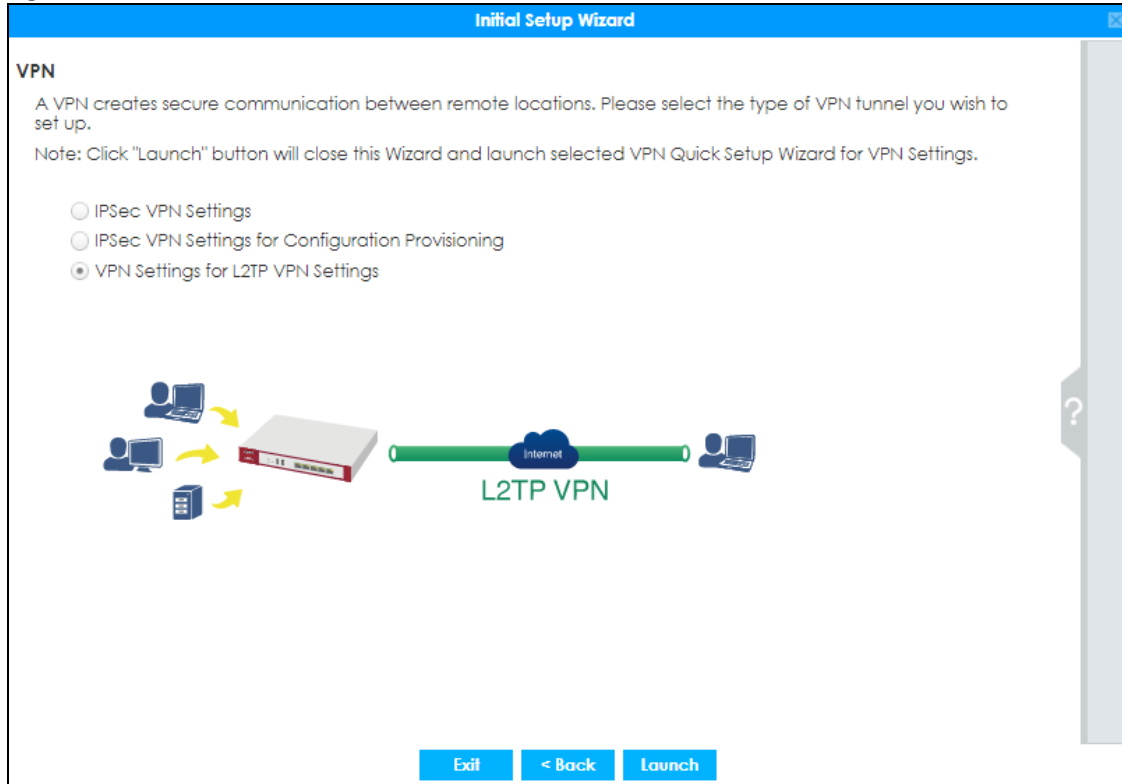 Initial Setup Wizard
VPN
A VPN creates secure communication between remote locations. Please select the type of VPN tunnel you wish to
set up.
Note: Click "Launch" button will close this Wizard and launch selected VPN Quick Setup Wizard for VPN Settings.
IPSec VPN Settings
IPSec VPN Settings for Configuration Provisioning
VPN Settings for L2TP VPN Settings
?
Internet
L2TP VPN
Exit
< Back
Launch